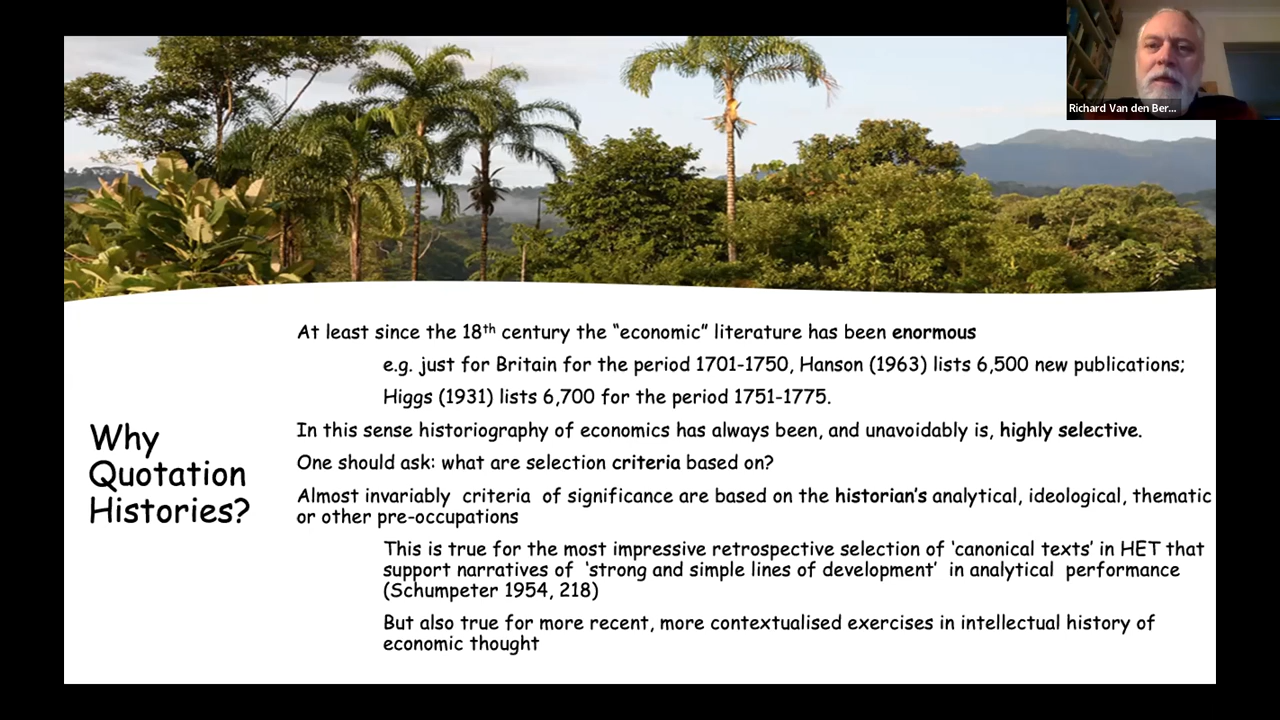 Richard Van den Ber...
At least since the 18th century the “economic” literature has been enormous
e.g. just for Britain for the period 1701-1750, Hanson (1963) lists 6,500 new publications;
Higgs (1931) lists 6,700 for the period 1751-1775.
In this sense historiography of economics has always been, and unavoidably is, highly selective.
One should ask: what are selection criteria based on?
Almost invariably criteria of significance are based on the historian’s analytical, ideological, thematic
or other pre-occupations
This is true for the most impressive retrospective selection of ‘canonical texts’ in HET that
support narratives of ‘strong and simple lines of development’ in analytical performance
(Schumpeter 1954, 218)
But also true for more recent, more contextualised exercises in intellectual history of
economic thought
Why
Quotation
Histories?